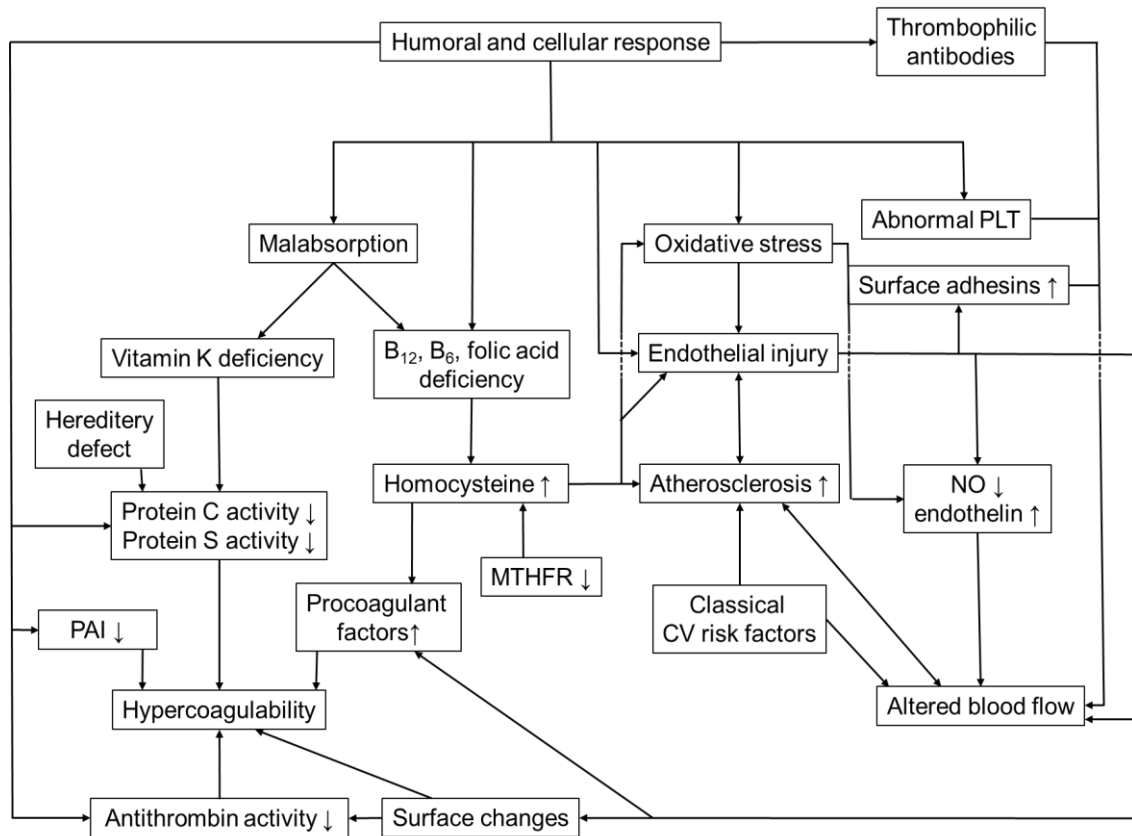 Humoral and cellular response
Thrombophilic
antibodies
Abnormal PLT
Malabsorption
Oxidative stress
Surface adhesins ↑
Vitamin K deficiency
B₁₂, B₆, folic acid
deficiency
Endothelial injury
Hereditery
defect
Homocysteine ↑
Atherosclerosis ↑
NO ↓
endothelin ↑
Protein C activity ↓
Protein S activity ↓
MTHFR ↓
Classical
CV risk factors
PAI ↓
Procoagulant
factors↑
Hypercoagulability
Altered blood flow
Antithrombin activity ↓
Surface changes